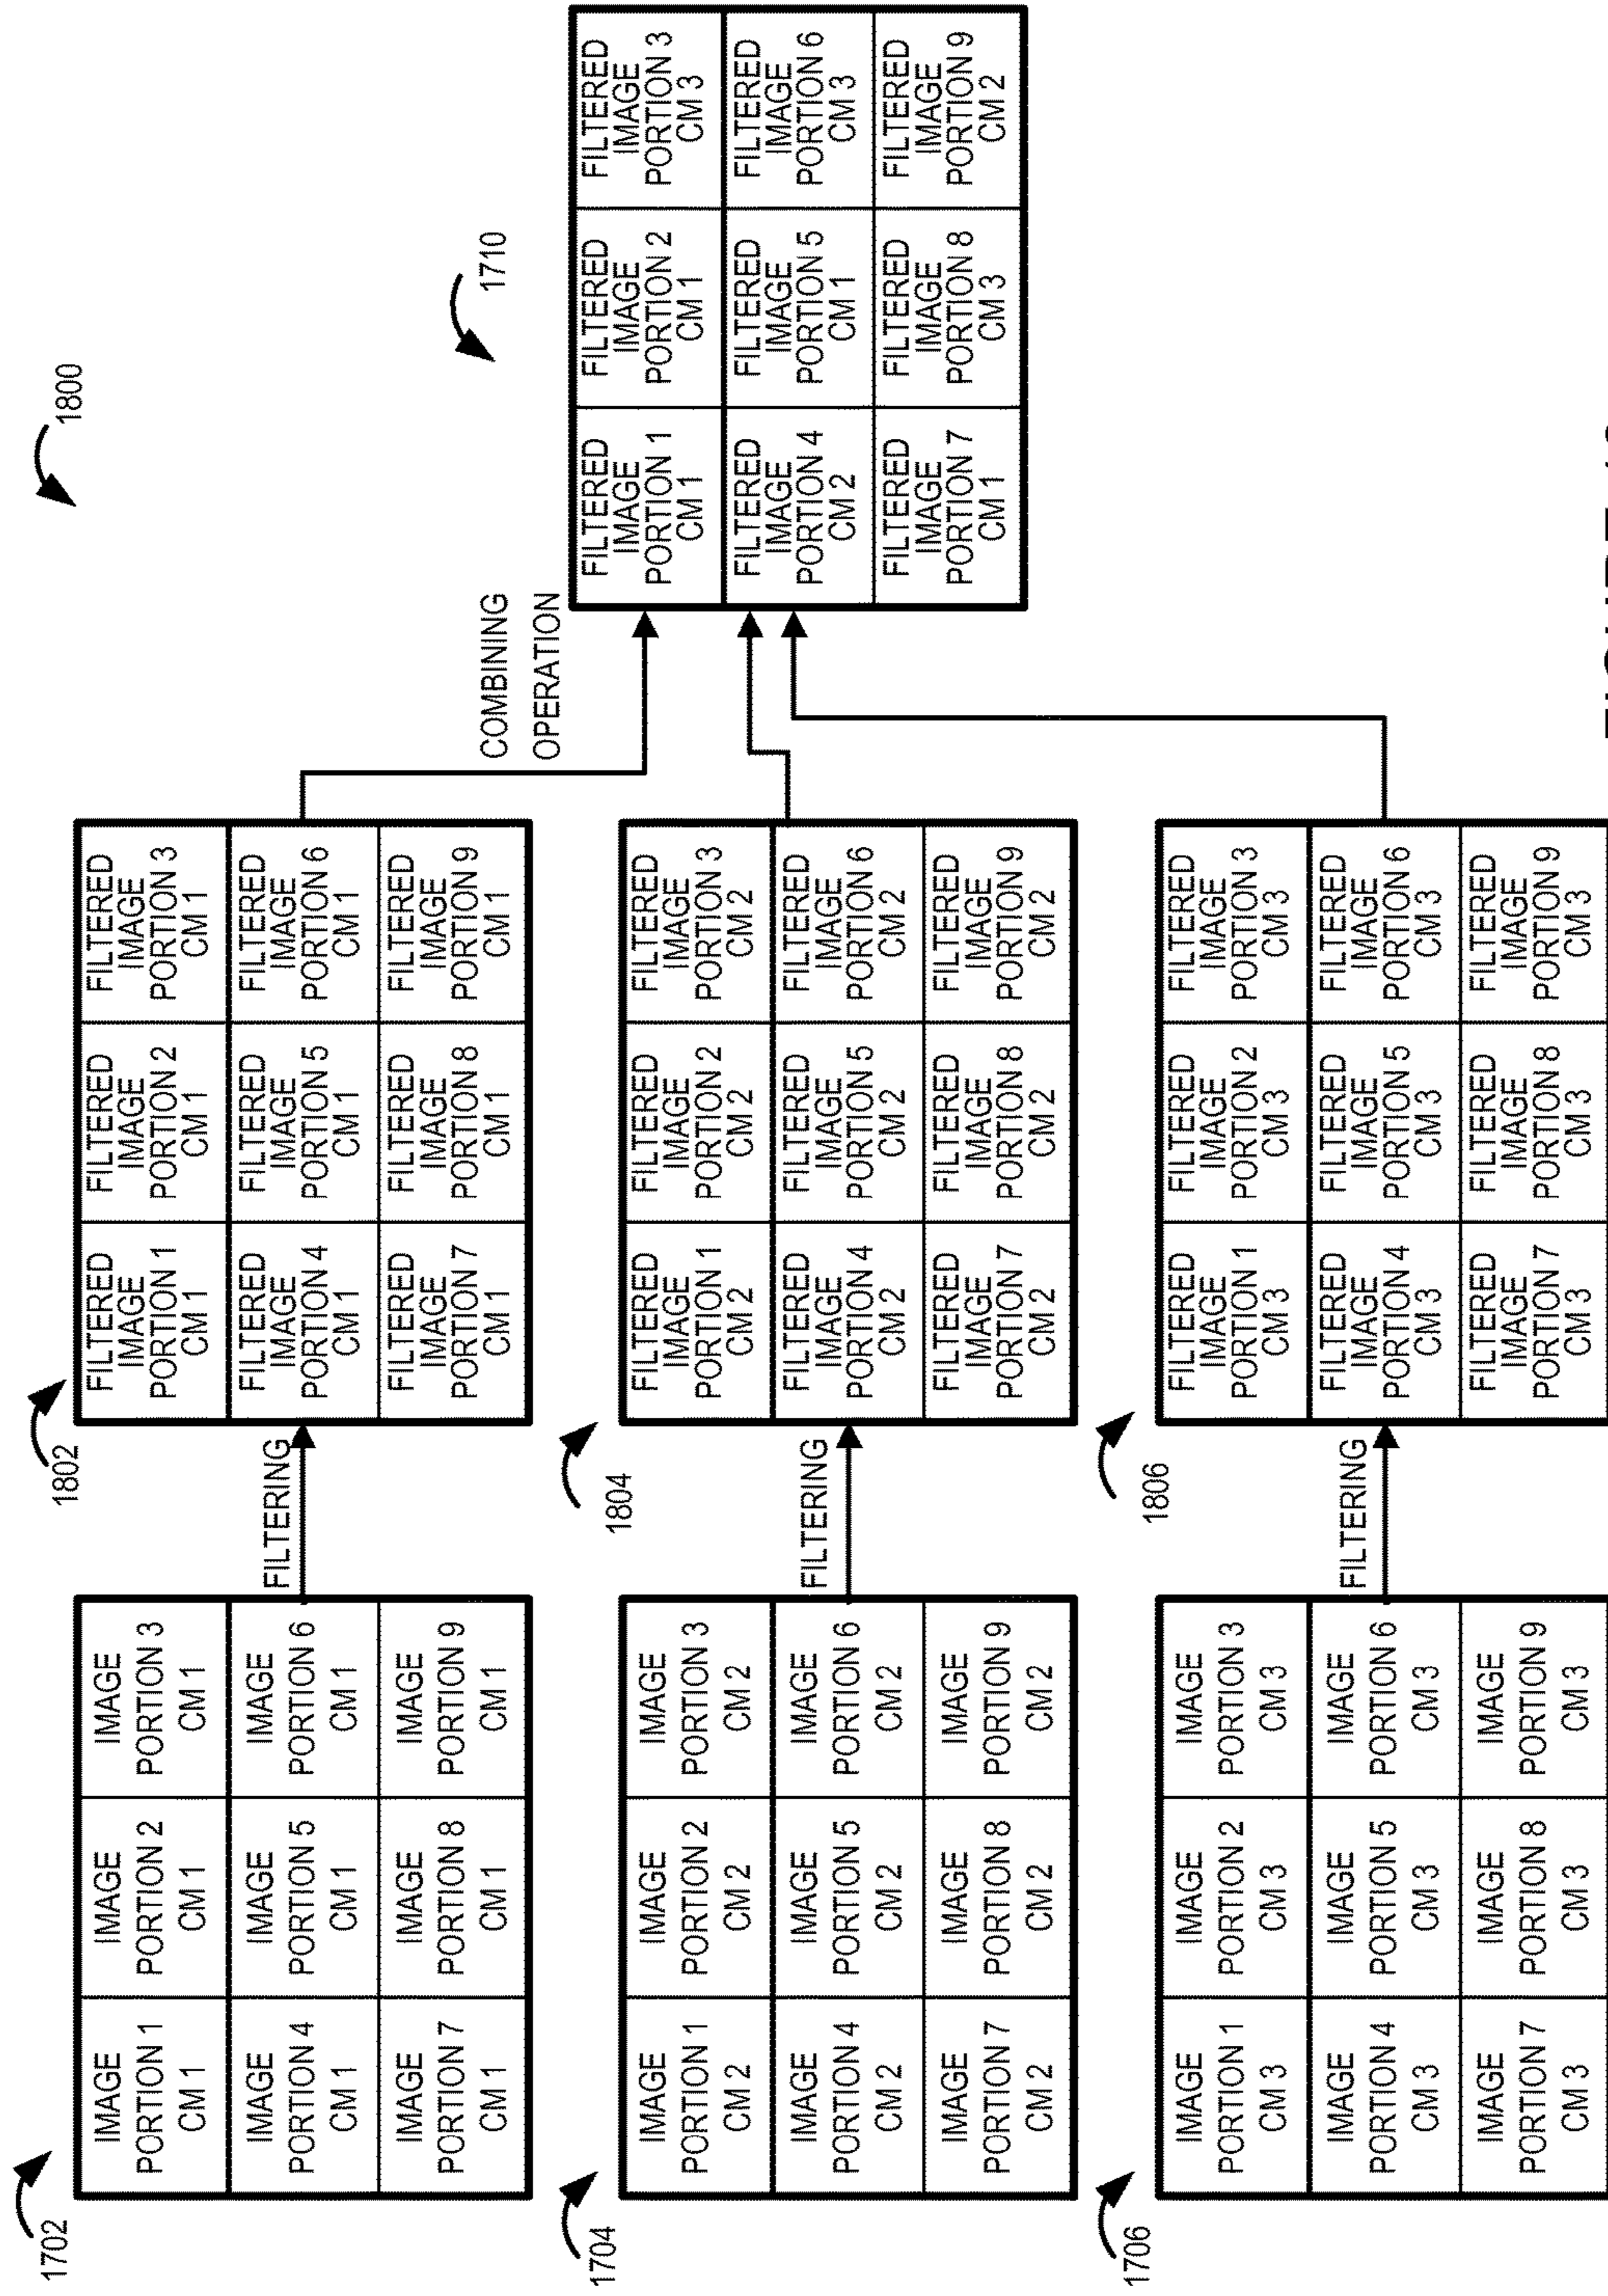 1800
1702
IMAGE
PORTION 1
CM 1
IMAGE
PORTION 2
CM 1
IMAGE
PORTION 3
CM 1
IMAGE
PORTION 4
CM 1
IMAGE
PORTION 5
CM 1
IMAGE
PORTION 6
CM 1
IMAGE
PORTION 7
CM 1
IMAGE
PORTION 8
CM 1
IMAGE
PORTION 9
CM 1
FILTERING
1802
FILTERED
IMAGE
PORTION 1
CM 1
FILTERED
IMAGE
PORTION 2
CM 1
FILTERED
IMAGE
PORTION 3
CM 1
FILTERED
IMAGE
PORTION 4
CM 1
FILTERED
IMAGE
PORTION 5
CM 1
FILTERED
IMAGE
PORTION 6
CM 1
FILTERED
IMAGE
PORTION 7
CM 1
FILTERED
IMAGE
PORTION 8
CM 1
FILTERED
IMAGE
PORTION 9
CM 1
1704
IMAGE
PORTION 1
CM 2
IMAGE
PORTION 2
CM 2
IMAGE
PORTION 3
CM 2
IMAGE
PORTION 4
CM 2
IMAGE
PORTION 5
CM 2
IMAGE
PORTION 6
CM 2
IMAGE
PORTION 7
CM 2
IMAGE
PORTION 8
CM 2
IMAGE
PORTION 9
CM 2
FILTERING
1804
FILTERED
IMAGE
PORTION 1
CM 2
FILTERED
IMAGE
PORTION 2
CM 2
FILTERED
IMAGE
PORTION 3
CM 2
FILTERED
IMAGE
PORTION 4
CM 2
FILTERED
IMAGE
PORTION 5
CM 2
FILTERED
IMAGE
PORTION 6
CM 2
FILTERED
IMAGE
PORTION 7
CM 2
FILTERED
IMAGE
PORTION 8
CM 2
FILTERED
IMAGE
PORTION 9
CM 2
1706
IMAGE
PORTION 1
CM 3
IMAGE
PORTION 2
CM 3
IMAGE
PORTION 3
CM 3
IMAGE
PORTION 4
CM 3
IMAGE
PORTION 5
CM 3
IMAGE
PORTION 6
CM 3
IMAGE
PORTION 7
CM 3
IMAGE
PORTION 8
CM 3
IMAGE
PORTION 9
CM 3
FILTERING
1806
FILTERED
IMAGE
PORTION 1
CM 3
FILTERED
IMAGE
PORTION 2
CM 3
FILTERED
IMAGE
PORTION 3
CM 3
FILTERED
IMAGE
PORTION 4
CM 3
FILTERED
IMAGE
PORTION 5
CM 3
FILTERED
IMAGE
PORTION 6
CM 3
FILTERED
IMAGE
PORTION 7
CM 3
FILTERED
IMAGE
PORTION 8
CM 3
FILTERED
IMAGE
PORTION 9
CM 3
COMBINING
OPERATION
1710
FILTERED
IMAGE
PORTION 1
CM 1
FILTERED
IMAGE
PORTION 2
CM 1
FILTERED
IMAGE
PORTION 3
CM 3
FILTERED
IMAGE
PORTION 4
CM 2
FILTERED
IMAGE
PORTION 5
CM 1
FILTERED
IMAGE
PORTION 6
CM 3
FILTERED
IMAGE
PORTION 7
CM 1
FILTERED
IMAGE
PORTION 8
CM 3
FILTERED
IMAGE
PORTION 9
CM 2